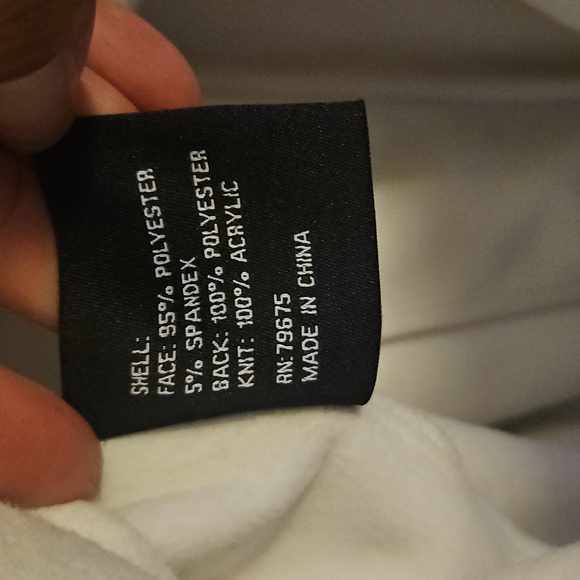 SHELL:
FACE: 95% POLYESTER
5% SPANDEX
BACK: 100% POLYESTER
KNIT: 100% ACRYLIC
RN:79675
MADE IN CHINA